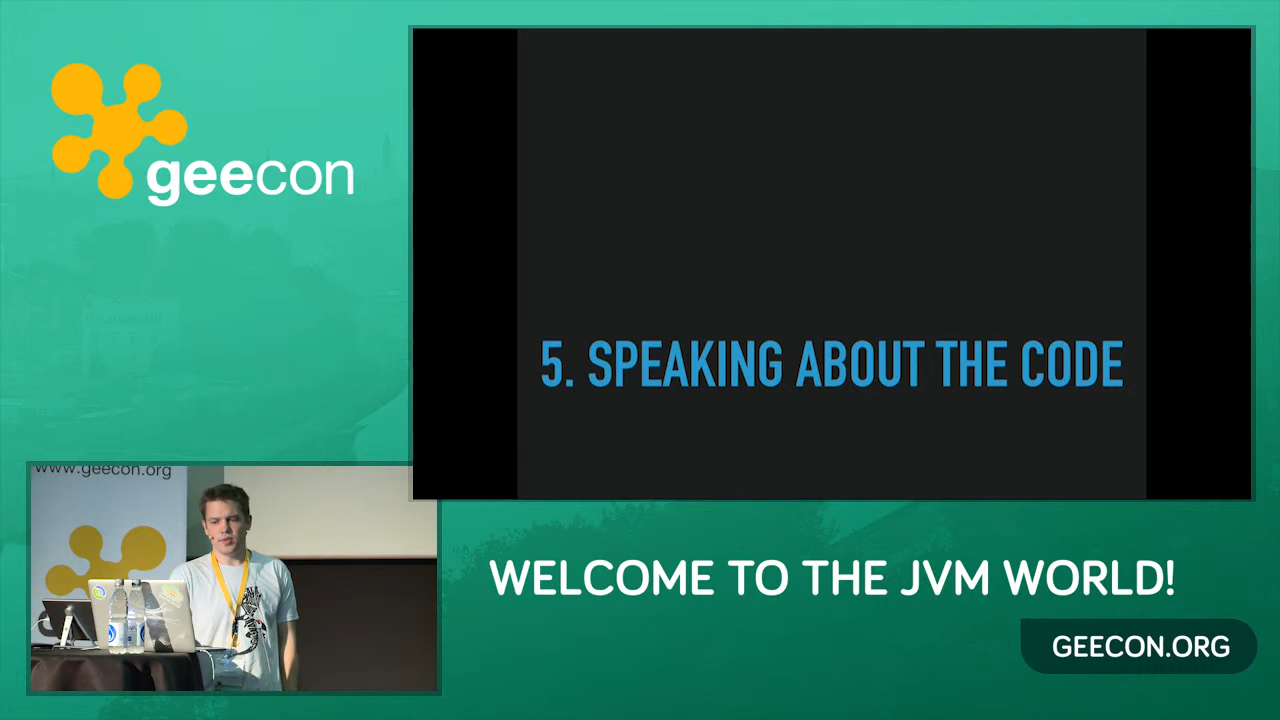 geecon
5. SPEAKING ABOUT THE CODE
www.geecon.org
WELCOME TO THE JVM WORLD!
GEECON.ORG